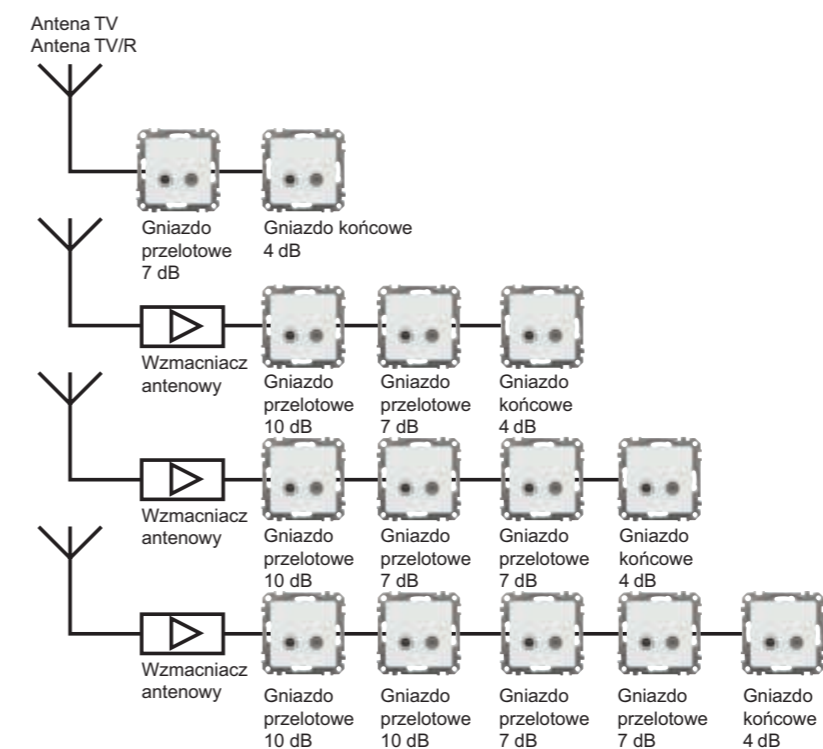 Antena TV
Antena TV/R
Gniazdo
przelotowe
7 dB
Gniazdo końcowe
4 dB
Wzmacniacz
antenowy
Gniazdo
przelotowe
10 dB
Gniazdo
przelotowe
7 dB
Gniazdo
końcowe
4 dB
Wzmacniacz
antenowy
Gniazdo
przelotowe
10 dB
Gniazdo
przelotowe
7 dB
Gniazdo
przelotowe
7 dB
Gniazdo
końcowe
4 dB
Wzmacniacz
antenowy
Gniazdo
przelotowe
10 dB
Gniazdo
przelotowe
10 dB
Gniazdo
przelotowe
7 dB
Gniazdo
przelotowe
7 dB
Gniazdo
końcowe
4 dB